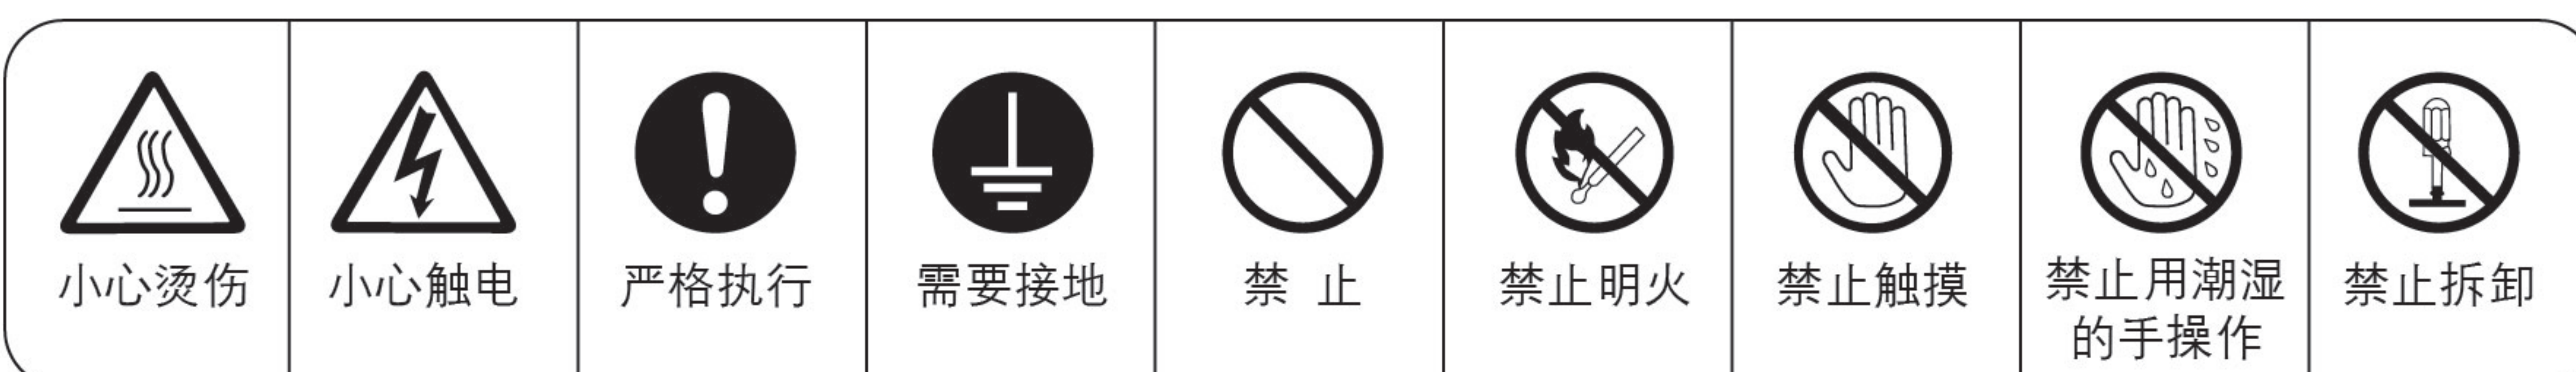 小心烫伤
小心触电
严格执行
需要接地
禁 止
禁止明火
禁止触摸
禁止用潮湿
的手操作
禁止拆卸